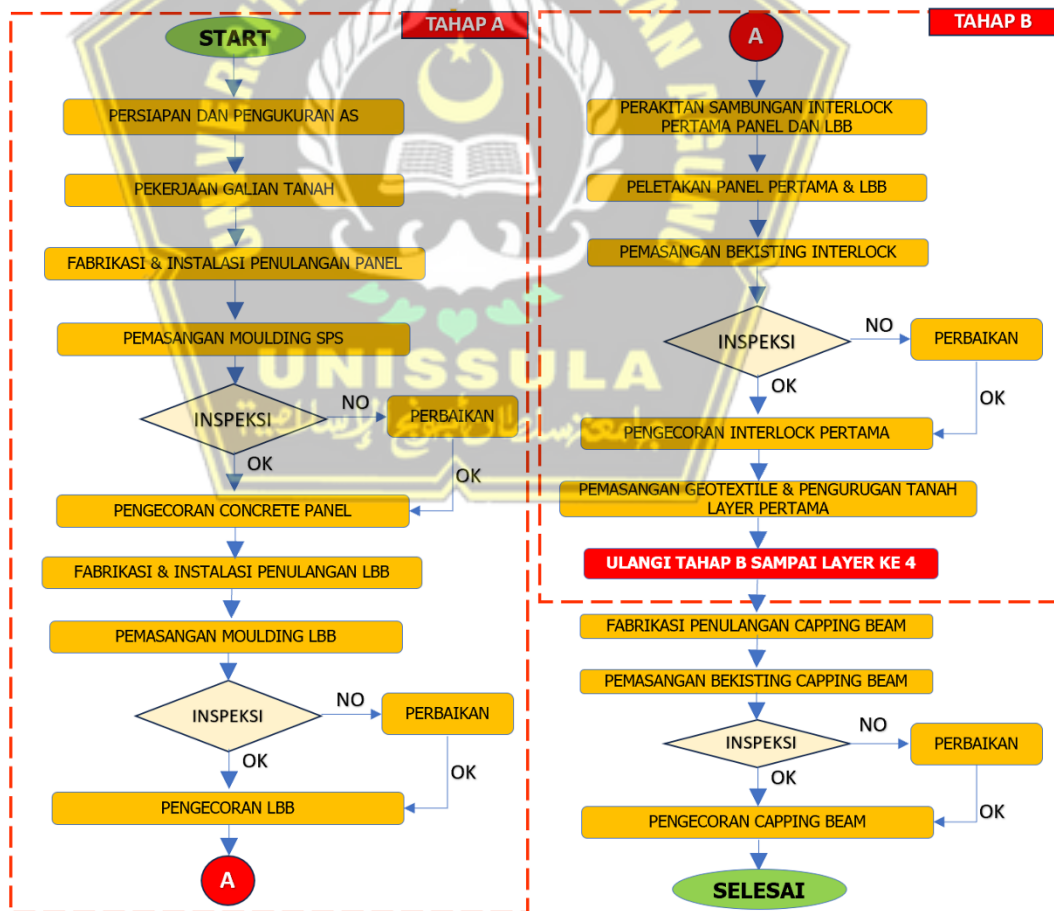 TAHAP A
START
PERSIAPAN DAN PENGUKURAN AS
PEKERJAAN GALIAN TANAH
FABRIKASI & INSTALASI PENULANGAN PANEL
PEMASANGAN MOULDING SPS
INSPEKSI
NO
PERBAIKAN
OK
OK
PENGECORAN CONCRETE PANEL
FABRIKASI & INSTALASI PENULANGAN LBB
PEMASANGAN MOULDING LBB
INSPEKSI
NO
PERBAIKAN
OK
OK
PENGECORAN LBB
A
TAHAP B
A
PERAKITAN SAMBUNGAN INTERLOCK
PERTAMA PANEL DAN LBB
PELETAKAN PANEL PERTAMA & LBB
PEMASANGAN BEKISTING INTERLOCK
INSPEKSI
NO
PERBAIKAN
OK
OK
PENGECORAN INTERLOCK PERTAMA
PEMASANGAN GEOTEXTILE & PENGURUGAN TANAH
LAYER PERTAMA
ULANGI TAHAP B SAMPAI LAYER KE 4
FABRIKASI PENULANGAN CAPPING BEAM
PEMASANGAN BEKISTING CAPPING BEAM
INSPEKSI
NO
PERBAIKAN
OK
OK
PENGECORAN CAPPING BEAM
SELESAI
UNISSULA